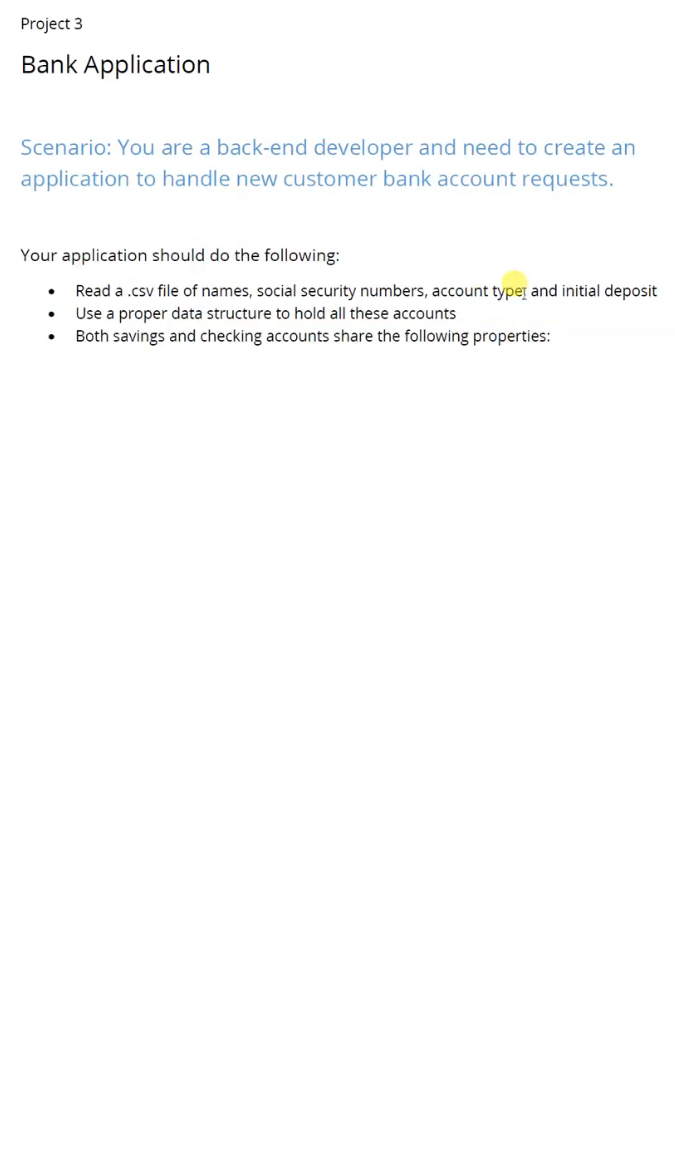 Project 3
Bank Application
Scenario: You are a back-end developer and need to create an
application to handle new customer bank account requests.
Your application should do the following:
• Read a .csv file of names, social security numbers, account type, and initial deposit
• Use a proper data structure to hold all these accounts
• Both savings and checking accounts share the following properties: